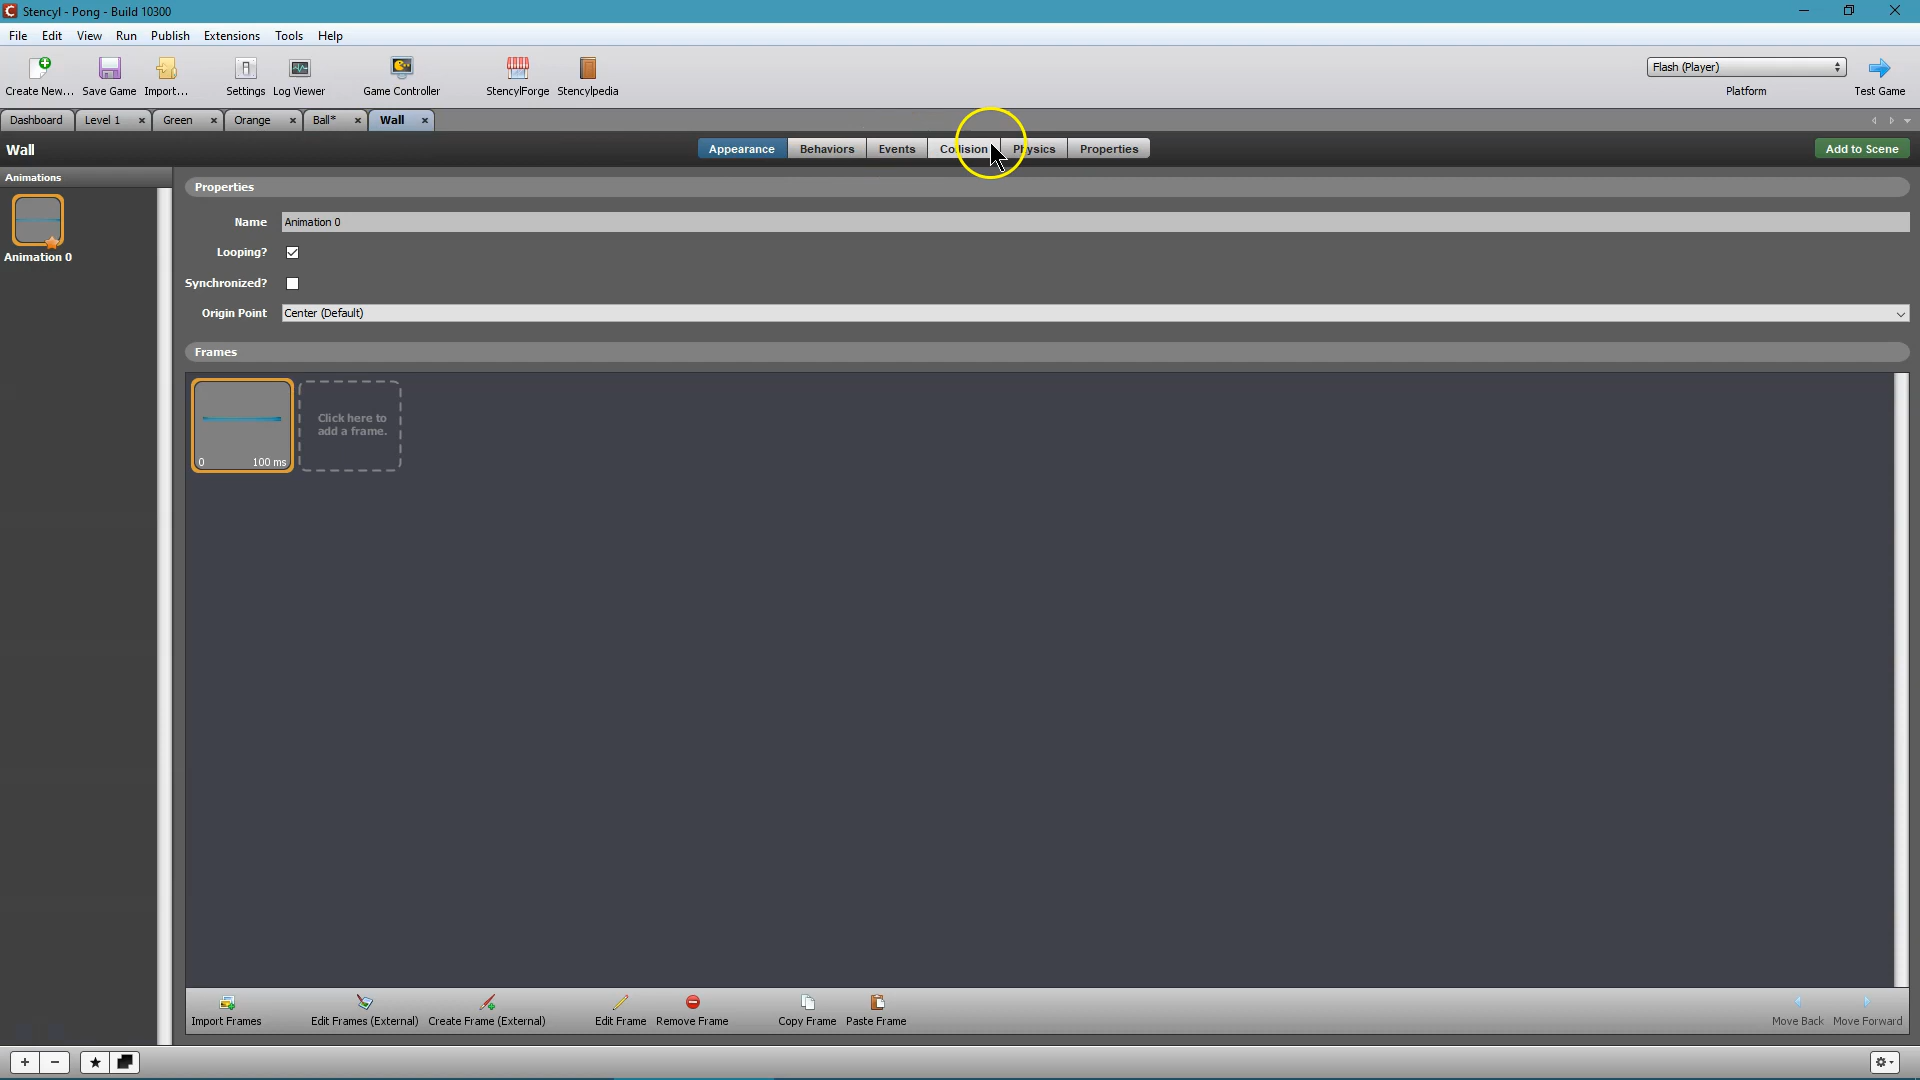 Stencyl - Pong - Build 10300
File Edit View Run Publish Extensions Tools Help
Create New... Save Game Import... Settings Log Viewer Game Controller StencylForge Stencylpedia Flash (Player) Platform Test Game
Dashboard Level 1 Green Orange Ball* Wall
Wall Appearance Behaviors Events Collision Physics Properties Add to Scene
Animations
Animation 0
Properties
Name Animation 0
Looping?
Synchronized?
Origin Point Center (Default)
Frames
Click here to
add a frame.
0 100 ms
Import Frames Edit Frames (External) Create Frame (External) Edit Frame Remove Frame Copy Frame Paste Frame Move Back Move Forward